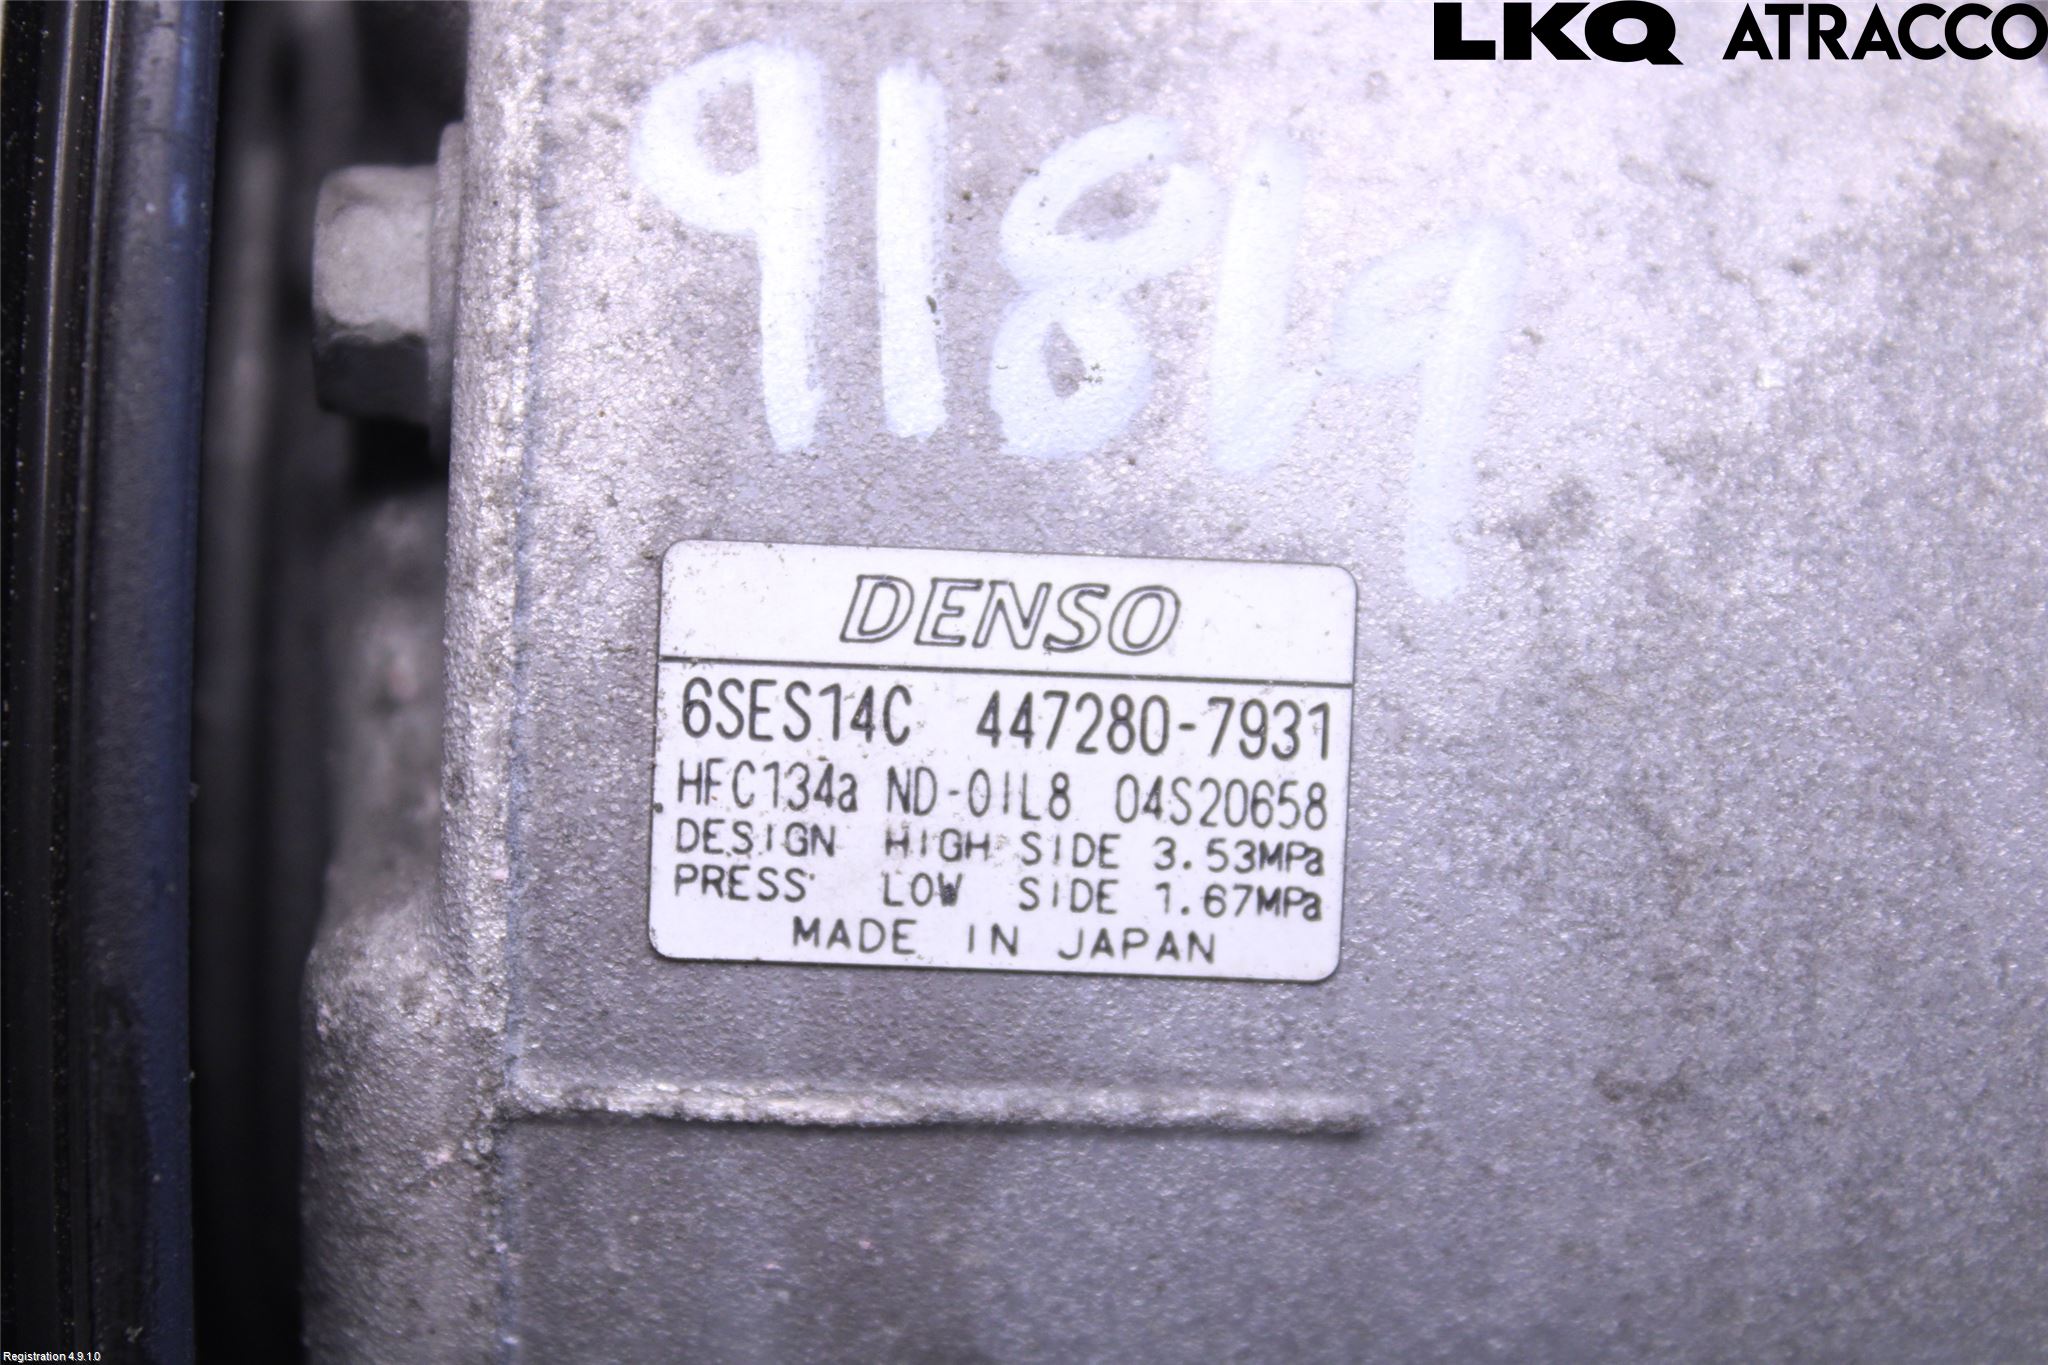 LKQ ATRACCO
91819
DENSO
6SES14C 447280-7931
HFC134a ND-OIL8 04S20658
DESIGN HIGH SIDE 3.53MPa
PRESS LOW SIDE 1.67MPa
MADE IN JAPAN
Registration 4.9.1.0